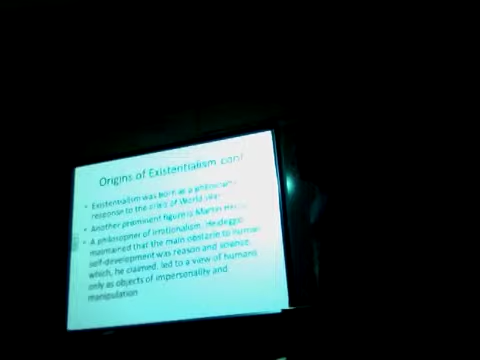 Origins of Existentialism cont
• Existentialism was born as a philosophic
response to the crisis of World War
• Another prominent figure is Martin
• A philosopher of irrationalism, Heidegger
maintained that the main obstacle to human
self-development was reason and science,
which, he claimed, led to a view of humans
only as objects of impersonality and
manipulation